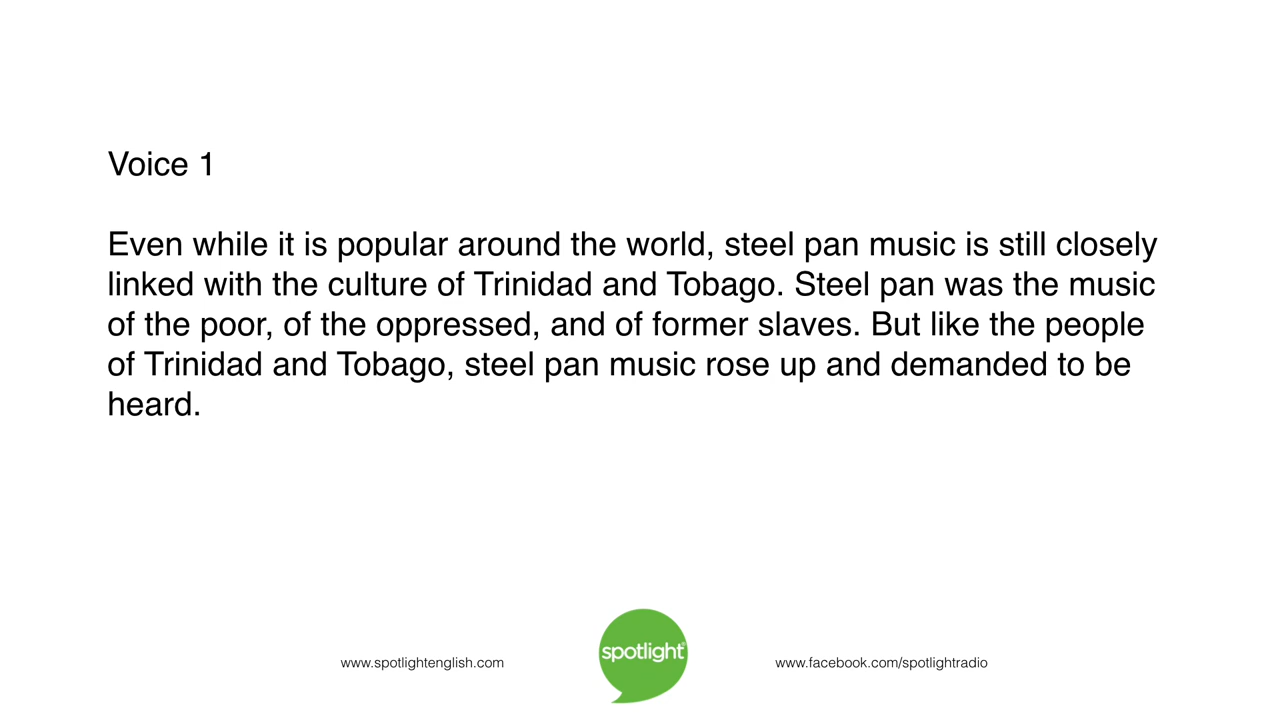 Voice 1
Even while it is popular around the world, steel pan music is still closely
linked with the culture of Trinidad and Tobago. Steel pan was the music
of the poor, of the oppressed, and of former slaves. But like the people
of Trinidad and Tobago, steel pan music rose up and demanded to be
heard.
www.spotlightenglish.com
spotlight®
www.facebook.com/spotlightradio